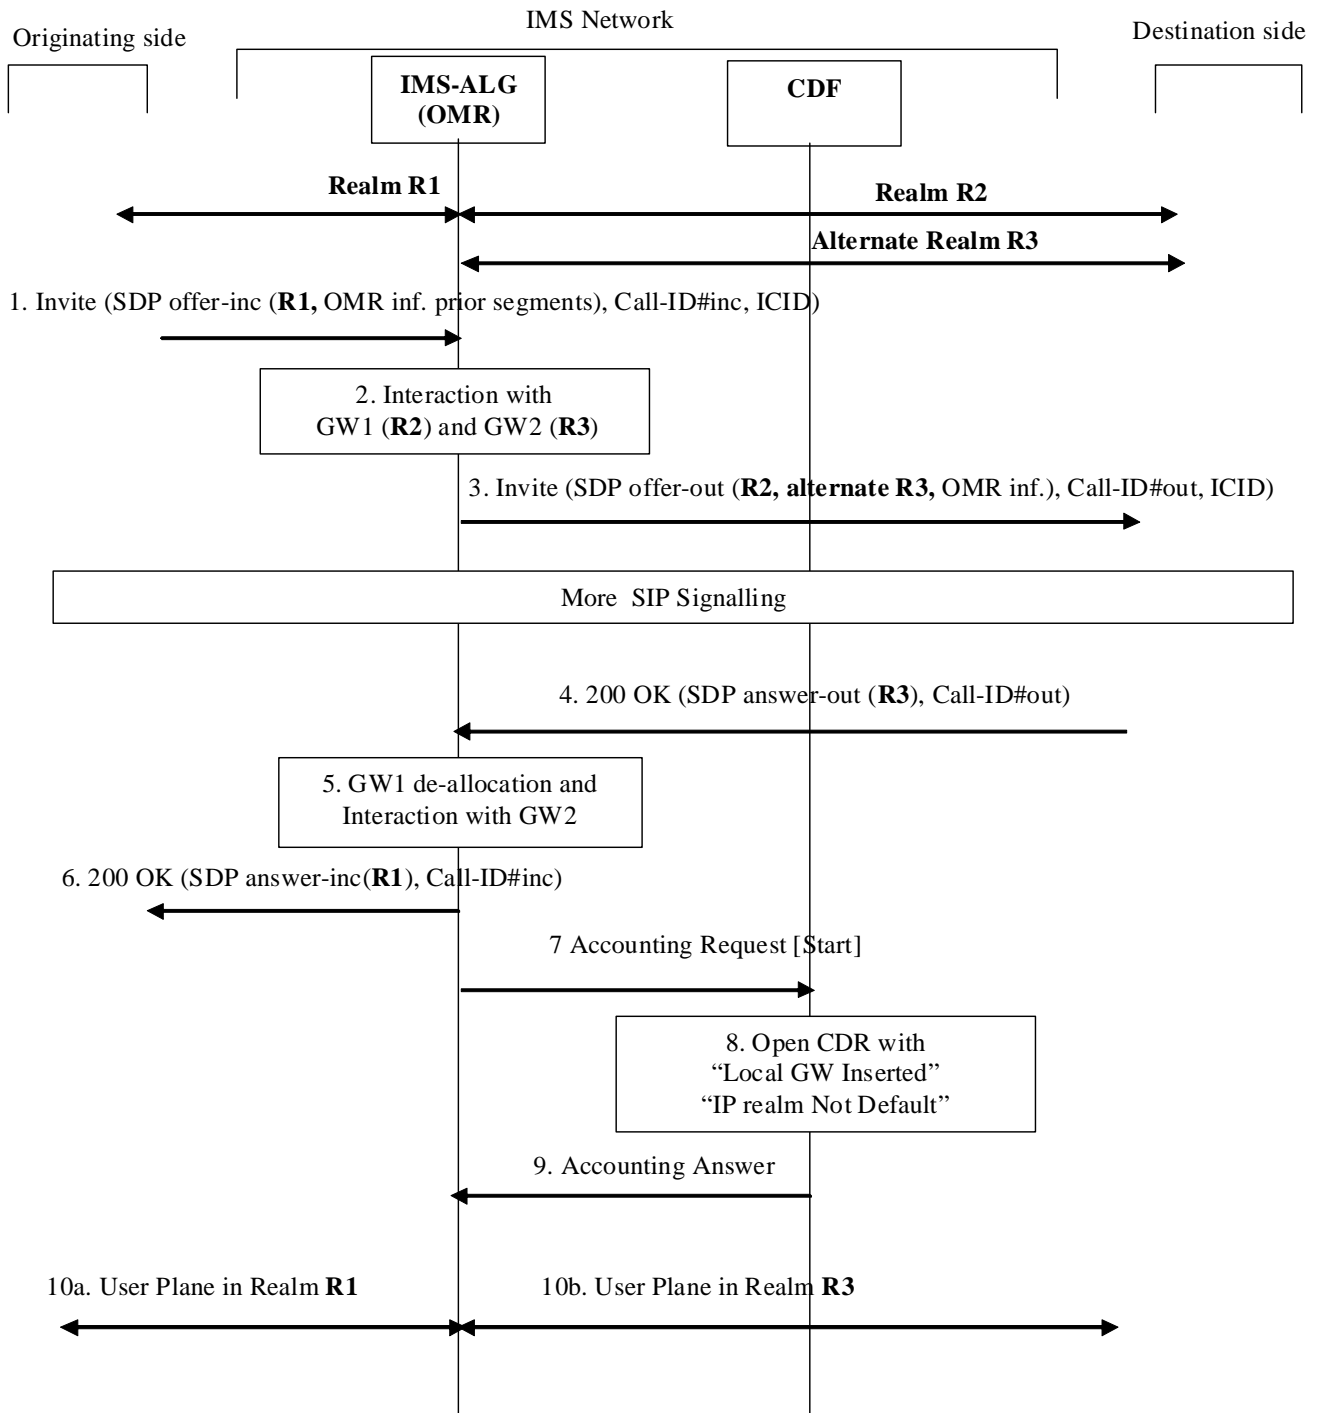 IMS Network
Originating side
Destination side
IMS-ALG
(OMR)
CDF
Realm R1
Realm R2
Alternate Realm R3
1. Invite (SDP offer-inc (R1, OMR inf. prior segments), Call-ID#inc, ICID)
2. Interaction with
GW1 (R2) and GW2 (R3)
3. Invite (SDP offer-out (R2, alternate R3, OMR inf.), Call-ID#out, ICID)
More SIP Signalling
4. 200 OK (SDP answer-out (R3), Call-ID#out)
5. GW1 de-allocation and
Interaction with GW2
6. 200 OK (SDP answer-inc(R1), Call-ID#inc)
7 Accounting Request [Start]
8. Open CDR with
“Local GW Inserted”
“IP realm Not Default”
9. Accounting Answer
10a. User Plane in Realm R1
10b. User Plane in Realm R3